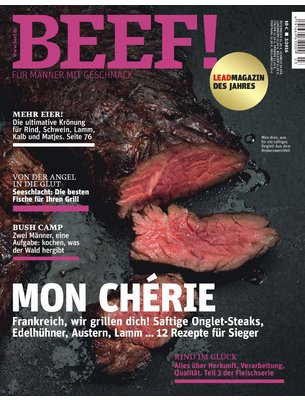 BEEF!
FÜR MÄNNER MIT GESCHMACK
LEADMAGAZIN
DES JAHRES
MEHR EIER!
Die ultimative Krönung
für Rind, Schwein, Lamm,
Kalb und Matjes. Seite 76
VON DER ANGEL
IN DIE GLUT
Seeschlacht: Die besten
Fische für Ihren Grill
BUSH CAMP
Zwei Männer, eine
Aufgabe: kochen, was
der Wald hergibt
MON CHÉRIE
Frankreich, wir grillen dich! Saftige Onglet-Steaks,
Edelhühner, Austern, Lamm ... 12 Rezepte für Sieger
RIND IM GLÜCK
Alles über Herkunft, Verarbeitung,
Qualität. Teil 3 der Fleischserie